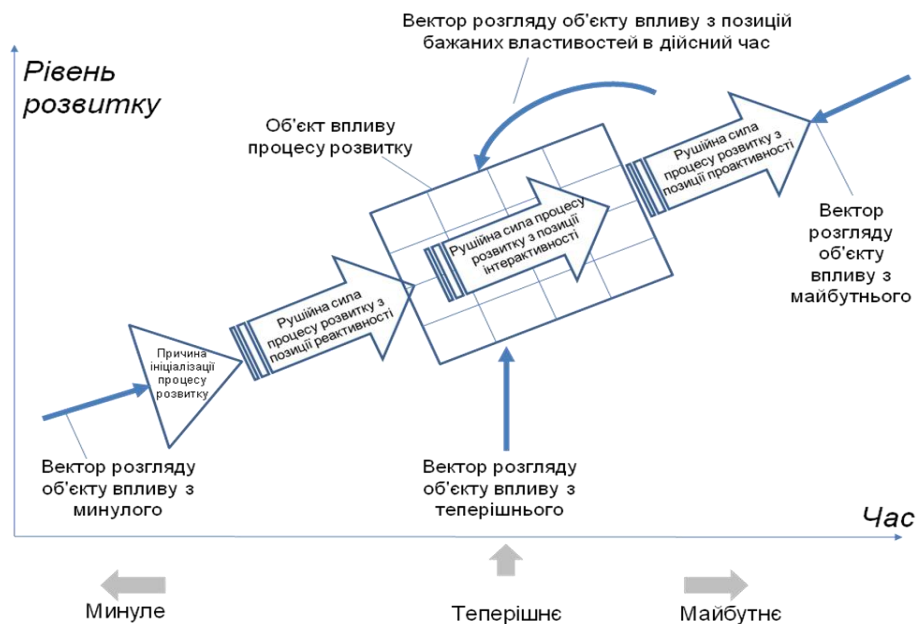 Вектор розгляду об'єкту впливу з позицій
бажаних властивостей в дійсний час
Рівень
розвитку
Об'єкт впливу
процесу розвитку
Рушійна сила
процесу розвитку з
позиції проактивності
Рушійна сила процесу
розвитку з позиції
інтерактивності
Вектор
розгляду
об'єкту
впливу з
майбутнього
Рушійна сила
процесу розвитку з
позиції реактивності
Причина
ініціалізації
процесу
розвитку
Вектор розгляду
об'єкту впливу з
минулого
Вектор розгляду
об'єкту впливу з
теперішнього
Час
Минуле
Теперішнє
Майбутнє